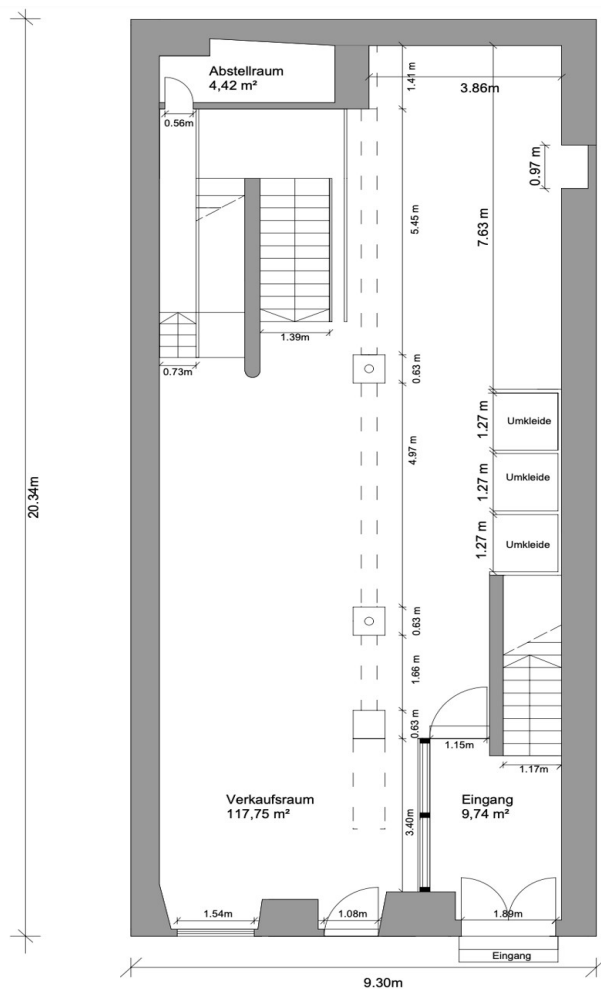 Abstellraum
4,42 m²
1.41 m
3.86m
0.56m
0.97 m
5.45 m
7.63 m
1.39m
0.73m
0.63 m
1.27 m
Umkleide
4.97 m
1.27 m
Umkleide
20.34m
1.27 m
Umkleide
0.63 m
1.66 m
0.63 m
1.15m
1.17m
Verkaufsraum
117,75 m²
3.40m
Eingang
9,74 m²
1.54m
1.08m
1.89m
Eingang
9.30m